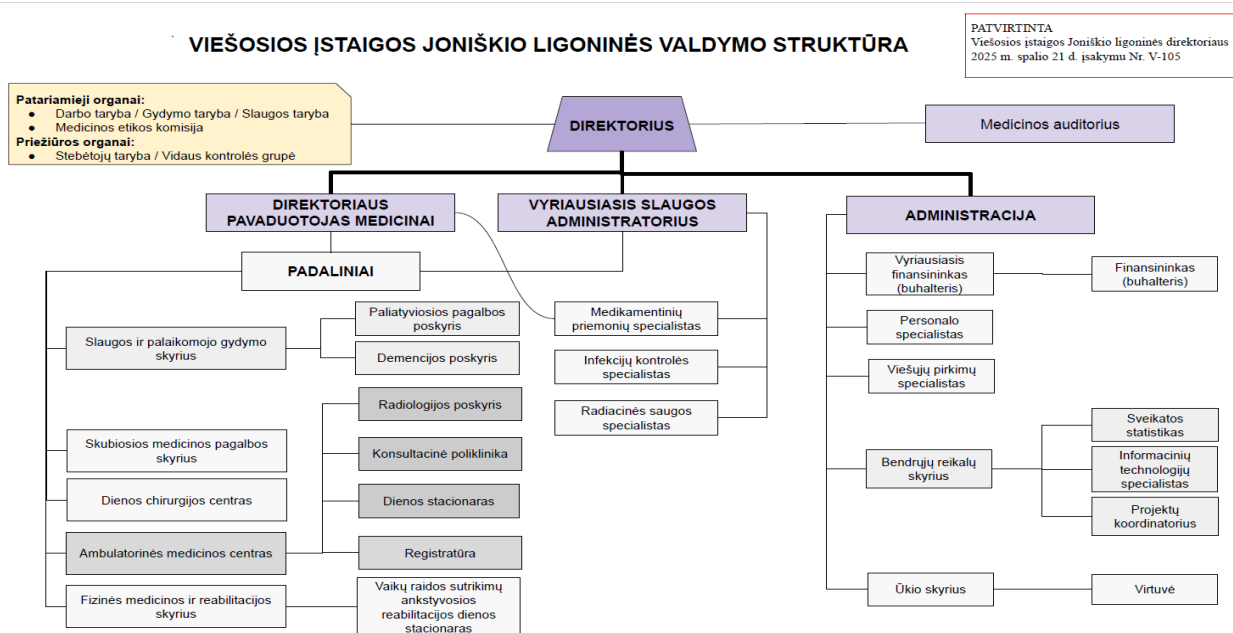 VIEŠOSIOS ĮSTAIGOS JONIŠKIO LIGONINĖS VALDYMO STRUKTŪRA
PATVIRTINTA
Viešosios įstaigos Joniškio ligoninės direktoriaus
2025 m. spalio 21 d. įsakymu Nr. V-105
Patariamieji organai:
● Darbo taryba / Gydymo taryba / Slaugos taryba
● Medicinos etikos komisija
Priežiūros organai:
● Stebėtojų taryba / Vidaus kontrolės grupė
DIREKTORIUS
Medicinos auditorius
DIREKTORIAUS
PAVADUOTOJAS MEDICINAI
VYRIAUSIASIS SLAUGOS
ADMINISTRATORIUS
ADMINISTRACIJA
PADALINIAI
Slaugos ir palaikomojo gydymo
skyrius
Paliatyviosios pagalbos
poskyris
Demencijos poskyris
Skubiosios medicinos pagalbos
skyrius
Dienos chirurgijos centras
Ambulatorinės medicinos centras
Radiologijos poskyris
Konsultacinė poliklinika
Dienos stacionaras
Registratūra
Fizinės medicinos ir reabilitacijos
skyrius
Vaikų raidos sutrikimų
ankstyvosios
reabilitacijos dienos
stacionaras
Medikamentinių
priemonių specialistas
Infekcijų kontrolės
specialistas
Radiacinės saugos
specialistas
Vyriausiasis
finansininkas
(buhalteris)
Finansininkas
(buhalteris)
Personalo
specialistas
Viešųjų pirkimų
specialistas
Bendrųjų reikalų
skyrius
Sveikatos
statistikas
Informacinių
technologijų
specialistas
Projektų
koordinatorius
Ūkio skyrius
Virtuvė